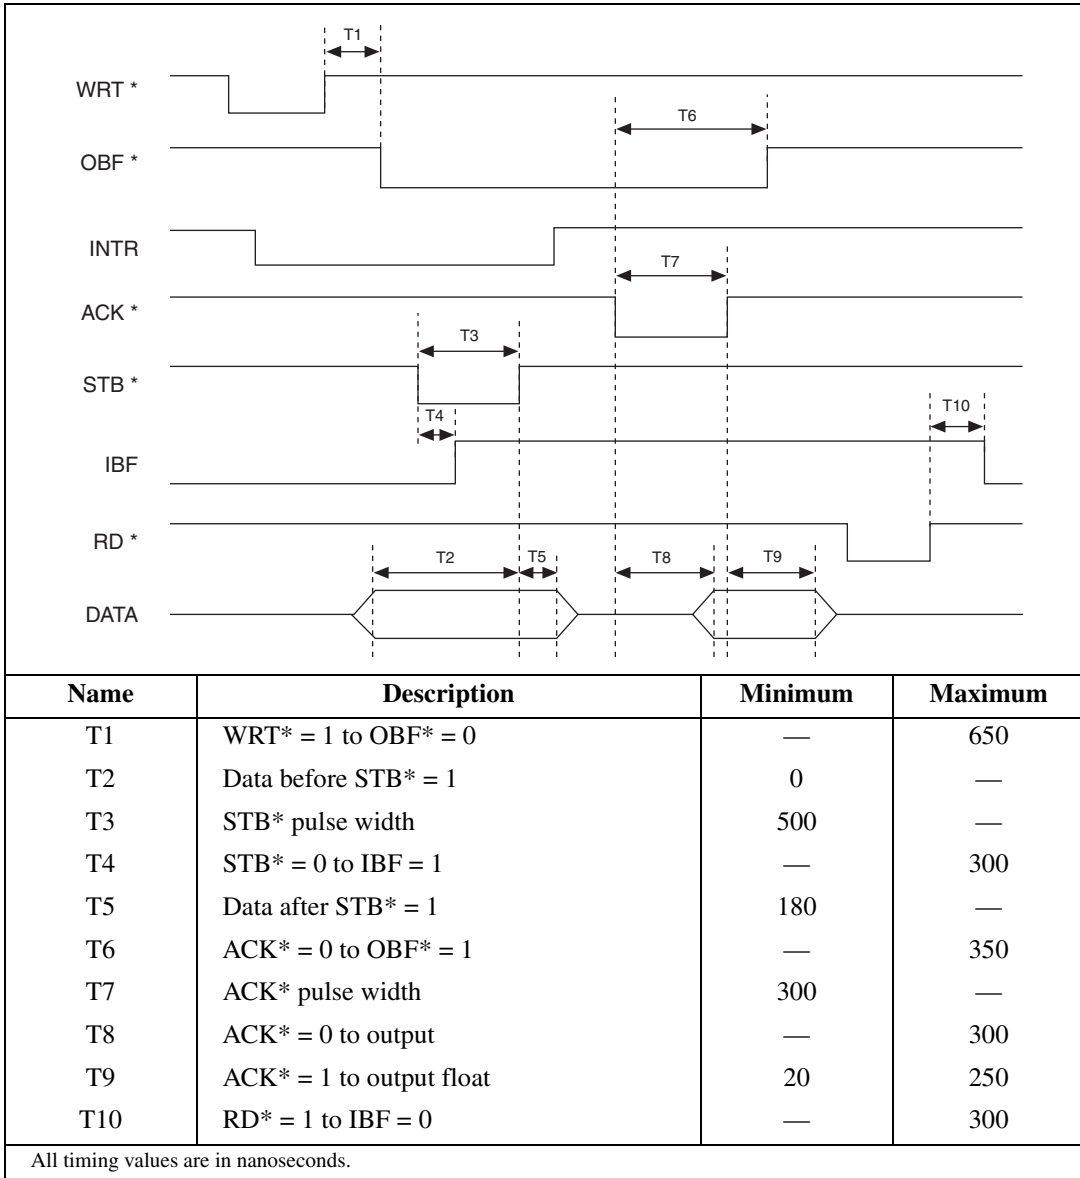 T1
WRT *
T6
OBF *
INTR
T7
ACK *
T3
STB *
T4
T10
IBF
RD *
T2 T5 T8 T9
DATA
Name Description Minimum Maximum
T1 WRT* = 1 to OBF* = 0 — 650
T2 Data before STB* = 1 0 —
T3 STB* pulse width 500 —
T4 STB* = 0 to IBF = 1 — 300
T5 Data after STB* = 1 180 —
T6 ACK* = 0 to OBF* = 1 — 350
T7 ACK* pulse width 300 —
T8 ACK* = 0 to output — 300
T9 ACK* = 1 to output float 20 250
T10 RD* = 1 to IBF = 0 — 300
All timing values are in nanoseconds.